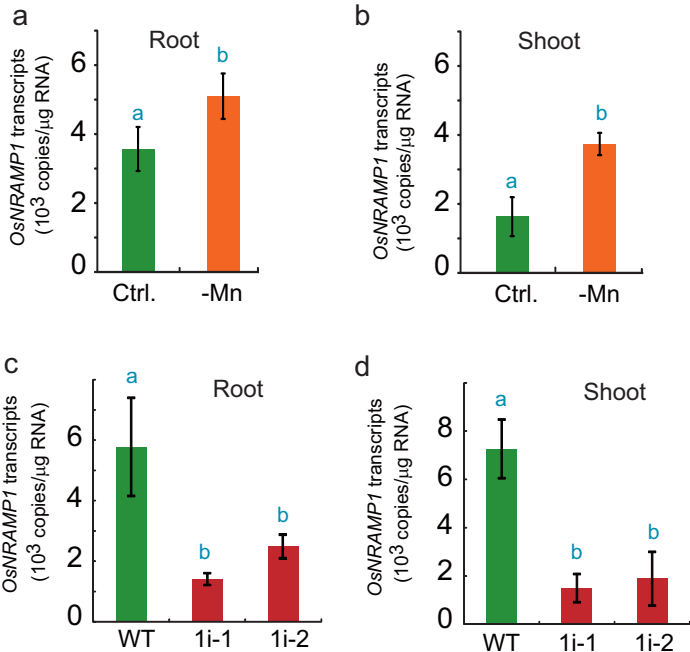 a
Root
OsNRAMP1 transcripts
(10³ copies/µg RNA)
6
4
2
0
a
b
Ctrl.
-Mn
b
Shoot
OsNRAMP1 transcripts
(10³ copies/µg RNA)
6
4
2
0
a
b
Ctrl.
-Mn
c
Root
OsNRAMP1 transcripts
(10³ copies/µg RNA)
6
4
2
0
a
b
b
WT
1i-1
1i-2
d
Shoot
OsNRAMP1 transcripts
(10³ copies/µg RNA)
8
6
4
2
0
a
b
b
WT
1i-1
1i-2